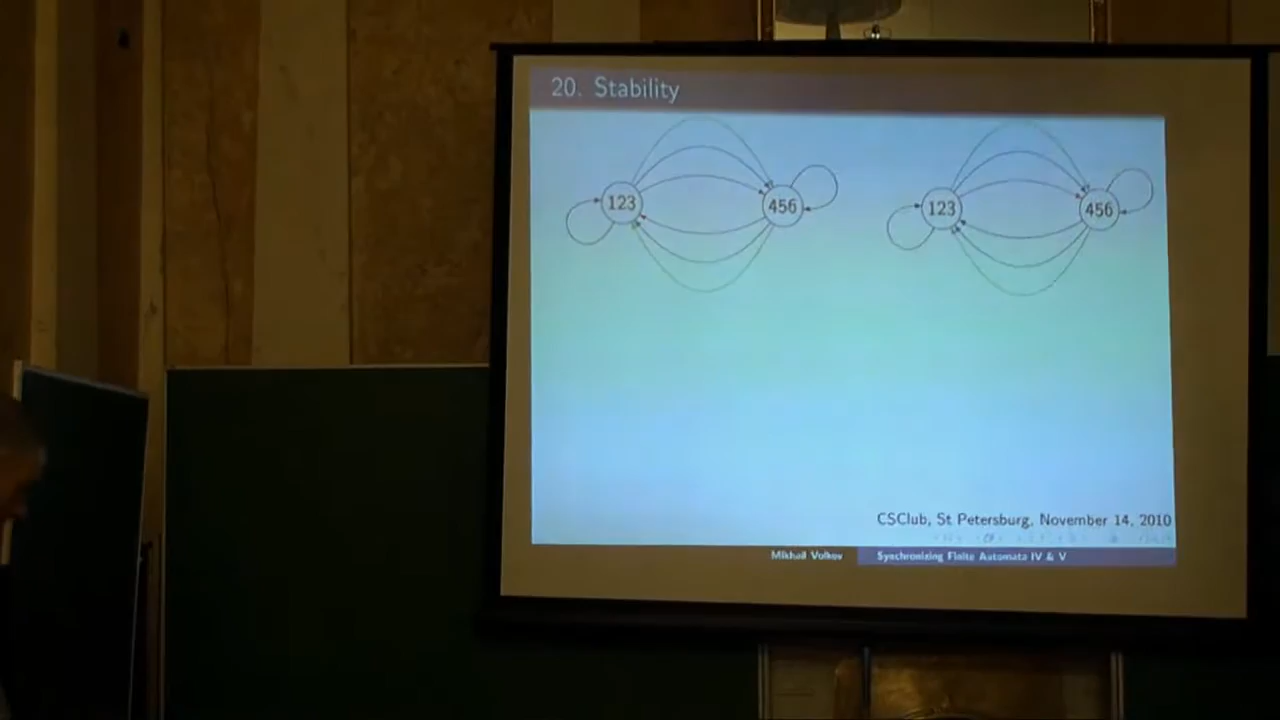 20. Stability
123
456
123
456
CSClub, St Petersburg, November 14, 2010
Mikhail Volkov
Synchronizing Finite Automata IV & V